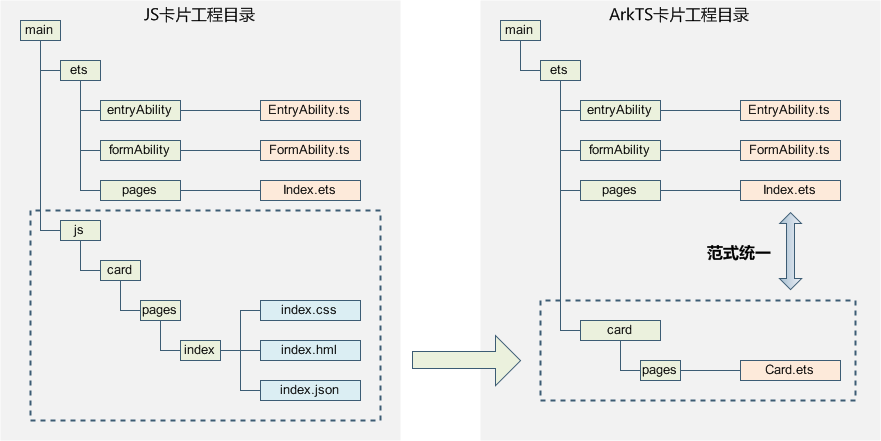 JS卡片工程目录
main
ets
entryAbility
EntryAbility.ts
formAbility
FormAbility.ts
pages
Index.ets
js
card
pages
index.css
index
index.hml
index.json
ArkTS卡片工程目录
main
ets
entryAbility
EntryAbility.ts
formAbility
FormAbility.ts
pages
Index.ets
范式统一
card
pages
Card.ets